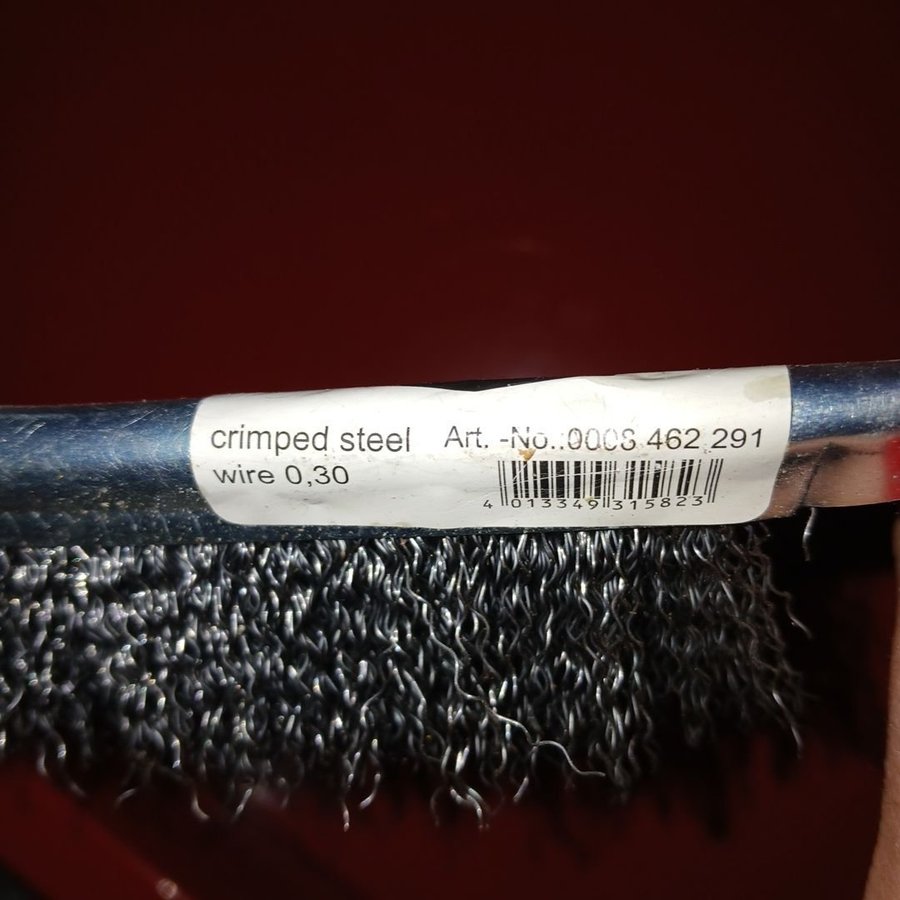 crimped steel Art. -No.:0008 462 291
wire 0,30
4 013349 315823